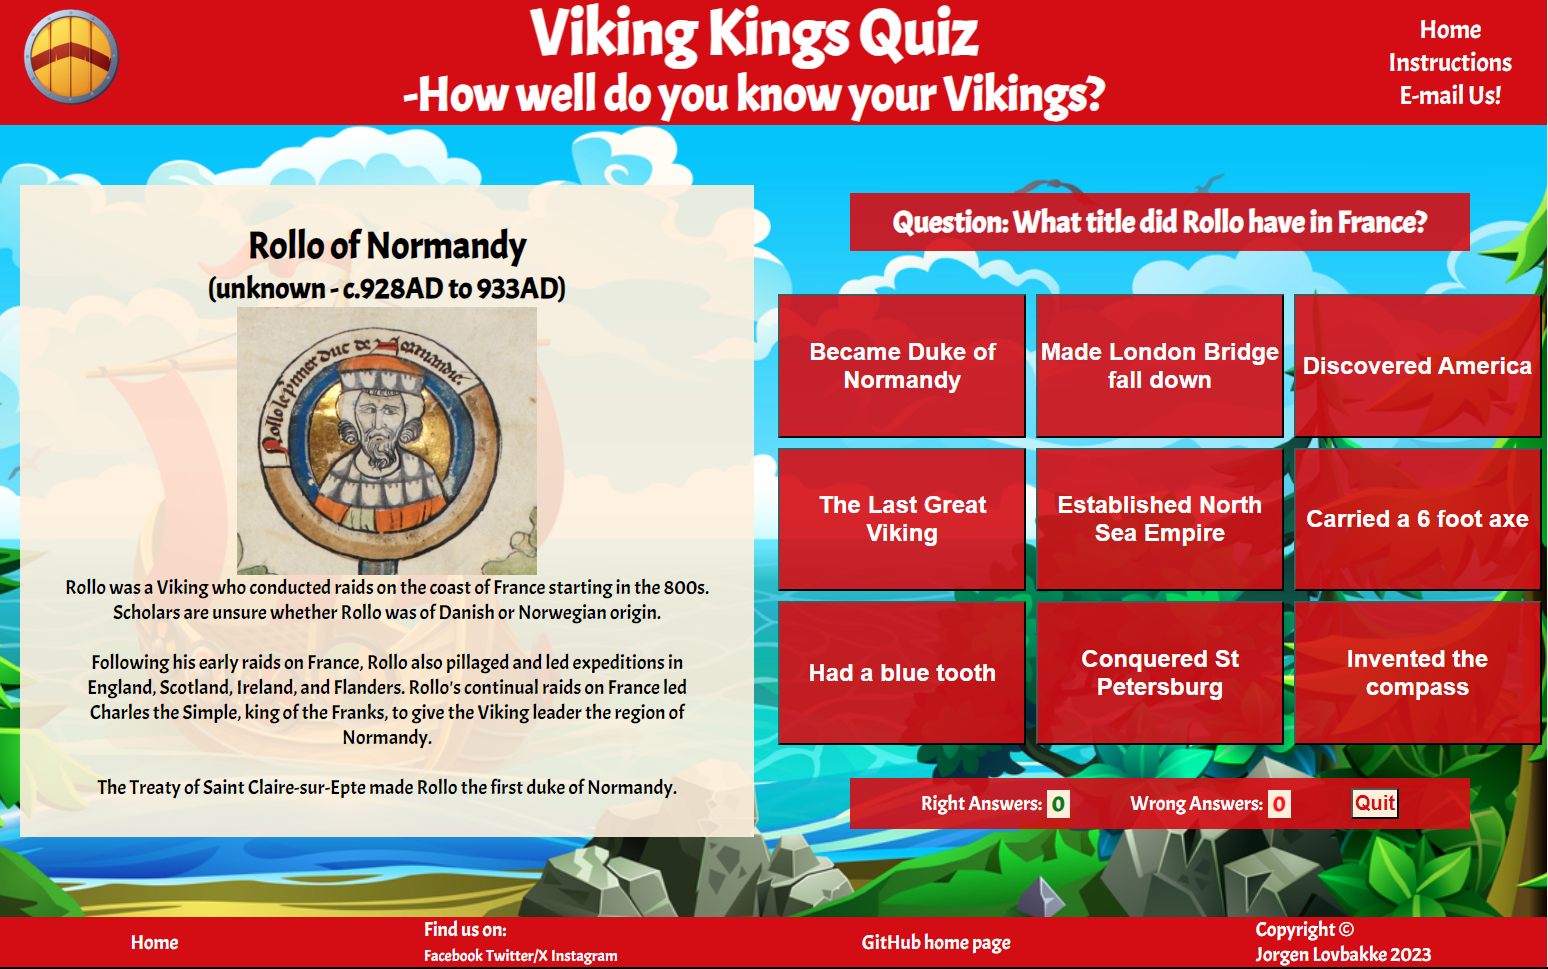 Viking Kings Quiz
-How well do you know your Vikings?
Home
Instructions
E-mail Us!
Rollo of Normandy
(unknown - c.928AD to 933AD)
Rollo le primer duc de Normandie.
Rollo was a Viking who conducted raids on the coast of France starting in the 800s.
Scholars are unsure whether Rollo was of Danish or Norwegian origin.
Following his early raids on France, Rollo also pillaged and led expeditions in
England, Scotland, Ireland, and Flanders. Rollo's continual raids on France led
Charles the Simple, king of the Franks, to give the Viking leader the region of
Normandy.
The Treaty of Saint Claire-sur-Epte made Rollo the first duke of Normandy.
Question: What title did Rollo have in France?
Became Duke of
Normandy
Made London Bridge
fall down
Discovered America
The Last Great
Viking
Established North
Sea Empire
Carried a 6 foot axe
Had a blue tooth
Conquered St
Petersburg
Invented the
compass
Right Answers: 0
Wrong Answers: 0
Quit
Home
Find us on:
Facebook Twitter/X Instagram
GitHub home page
Copyright ©
Jorgen Lovbakke 2023